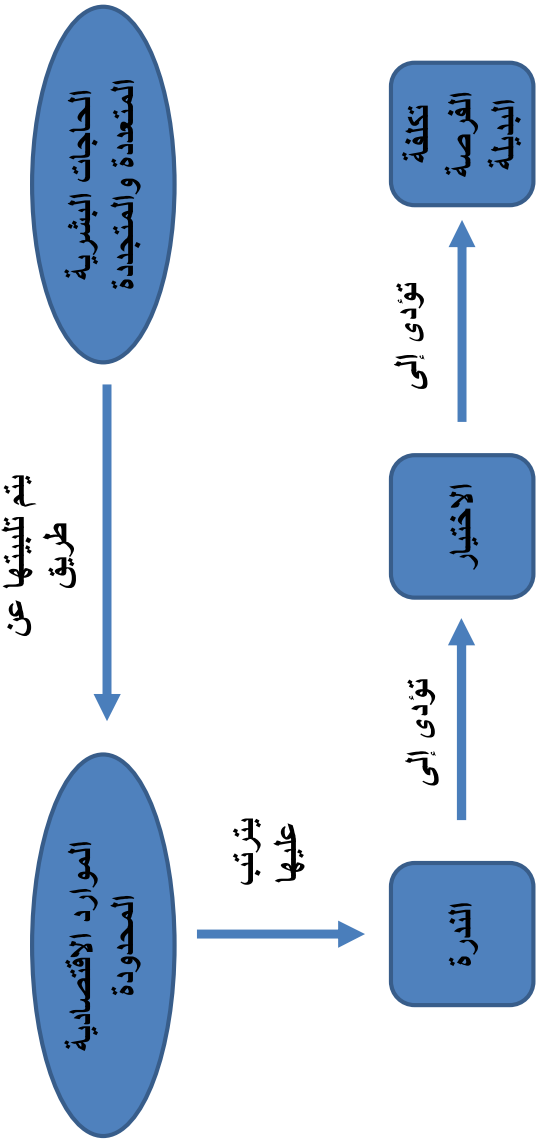 الحاجات البشرية
المتعددة والمتجددة
يتم تلبيتها عن
طريق
الموارد الاقتصادية
المحدودة
يترتب
عليها
الندرة
تؤدى إلى
الاختيار
تؤدى إلى
تكلفة
الفرصة
البديلة